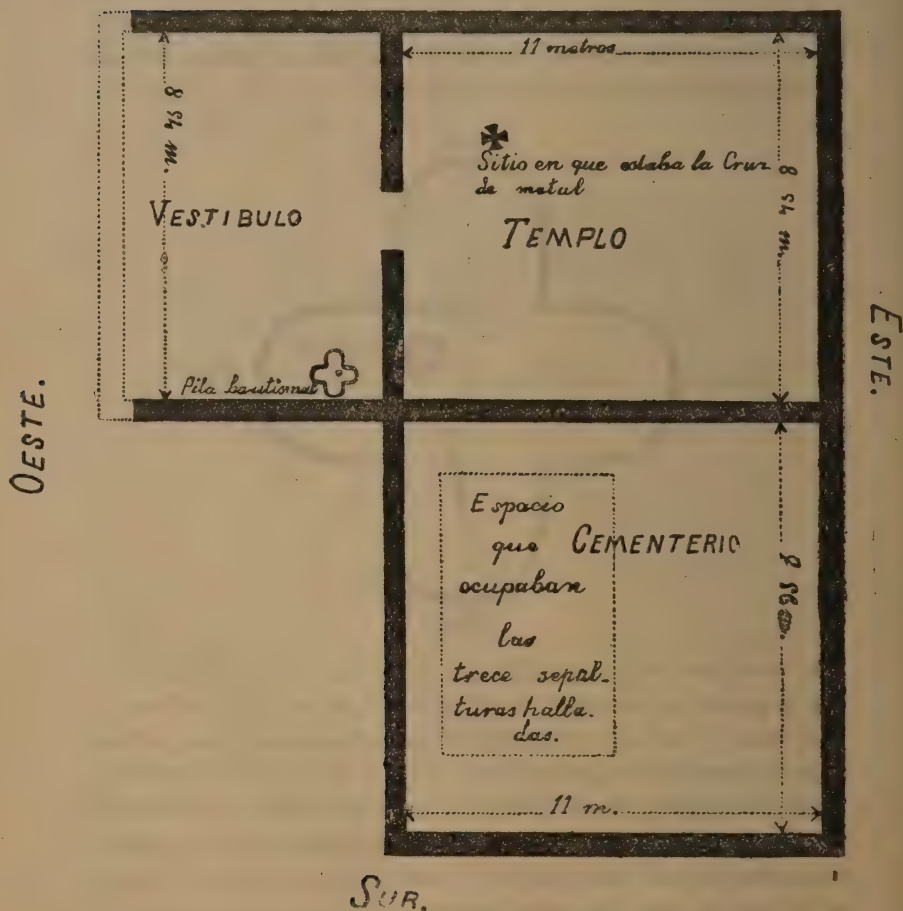 11 metros
8 54 m.
Sitio en que estaba la Cruz
de metal
8 54 m.
VESTIBULO
TEMPLO
ESTE.
Pila bautismal
OESTE.
Espacio
que
CEMENTERIO
ocupaban
las
trece sepul-
turas halla-
das.
11 m.
SUR.